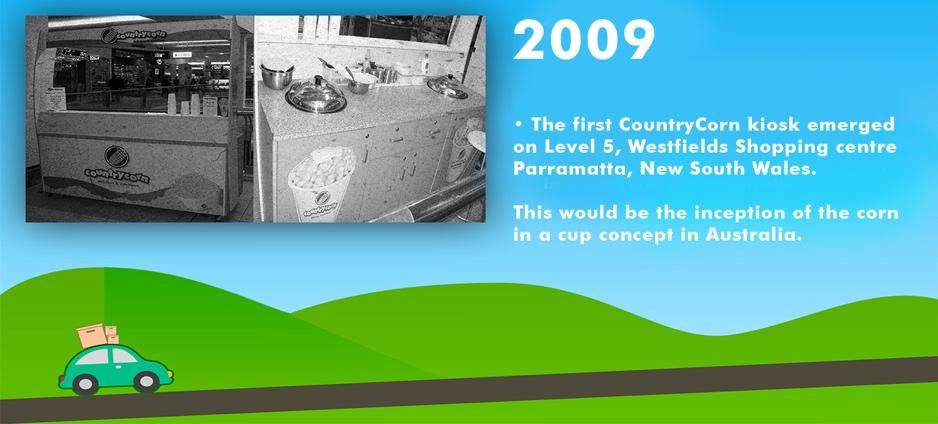 countrycorn
countrycorn
countrycorn
2009
• The first CountryCorn kiosk emerged
on Level 5, Westfields Shopping centre
Parramatta, New South Wales.
This would be the inception of the corn
in a cup concept in Australia.